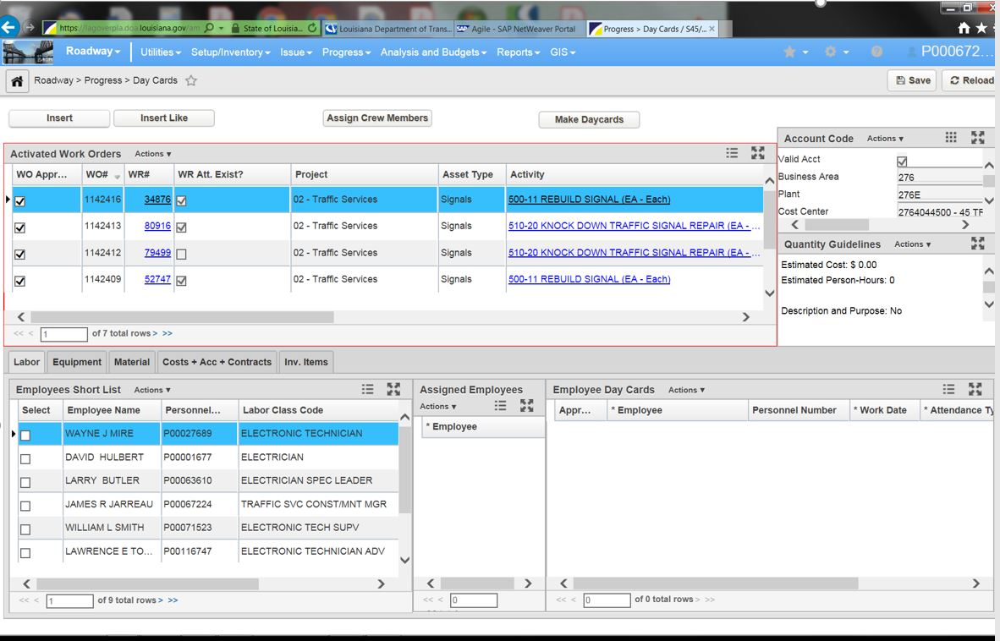 https://lagoverpla.doa.louisiana.gov/am State of Louisia... Louisiana Department of Trans... Agile - SAP NetWeaver Portal Progress > Day Cards / S45/...
Roadway Utilities Setup/Inventory Issue Progress Analysis and Budgets Reports GIS P000672...
Roadway > Progress > Day Cards Save Reload
Insert Insert Like Assign Crew Members Make Daycards
Activated Work Orders Actions
WO Appr... WO# WR# WR Att. Exist? Project Asset Type Activity
1142416 34876 02 - Traffic Services Signals 500-11 REBUILD SIGNAL (EA - Each)
1142413 80916 02 - Traffic Services Signals 510-20 KNOCK DOWN TRAFFIC SIGNAL REPAIR (EA - ...
1142412 79499 02 - Traffic Services Signals 510-20 KNOCK DOWN TRAFFIC SIGNAL REPAIR (EA - ...
1142409 52747 02 - Traffic Services Signals 500-11 REBUILD SIGNAL (EA - Each)
<< < 1 of 7 total rows > >>
Account Code Actions
Valid Acct
Business Area 276
Plant 276E
Cost Center 2764044500 - 45 TF
Quantity Guidelines Actions
Estimated Cost: $ 0.00
Estimated Person-Hours: 0
Description and Purpose: No
Labor Equipment Material Costs + Acc + Contracts Inv. Items
Employees Short List Actions
Select Employee Name Personnel... Labor Class Code
WAYNE J MIRE P00027689 ELECTRONIC TECHNICIAN
DAVID HULBERT P00001677 ELECTRICIAN
LARRY BUTLER P00063610 ELECTRICIAN SPEC LEADER
JAMES R JARREAU P00067224 TRAFFIC SVC CONST/MNT MGR
WILLIAM L SMITH P00071523 ELECTRONIC TECH SUPV
LAWRENCE E TO... P00116747 ELECTRONIC TECHNICIAN ADV
<< < 1 of 9 total rows > >>
Assigned Employees
Actions
* Employee
<< < 0
Employee Day Cards Actions
Appr... * Employee Personnel Number * Work Date * Attendance Ty
<< < 0 of 0 total rows > >>